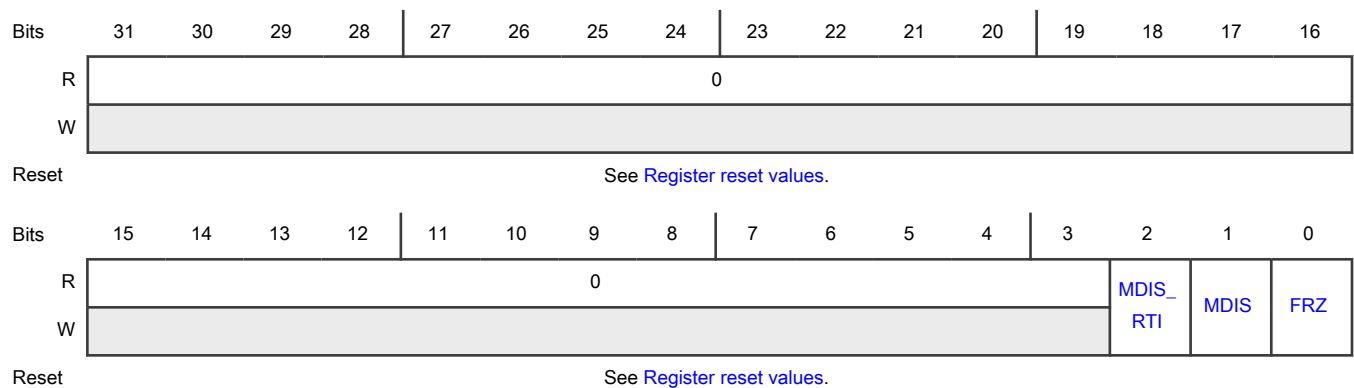 Bits 31 30 29 28 27 26 25 24 23 22 21 20 19 18 17 16
R 0
W
Reset See Register reset values.
Bits 15 14 13 12 11 10 9 8 7 6 5 4 3 2 1 0
R 0 MDIS_ RTI MDIS FRZ
W
Reset See Register reset values.